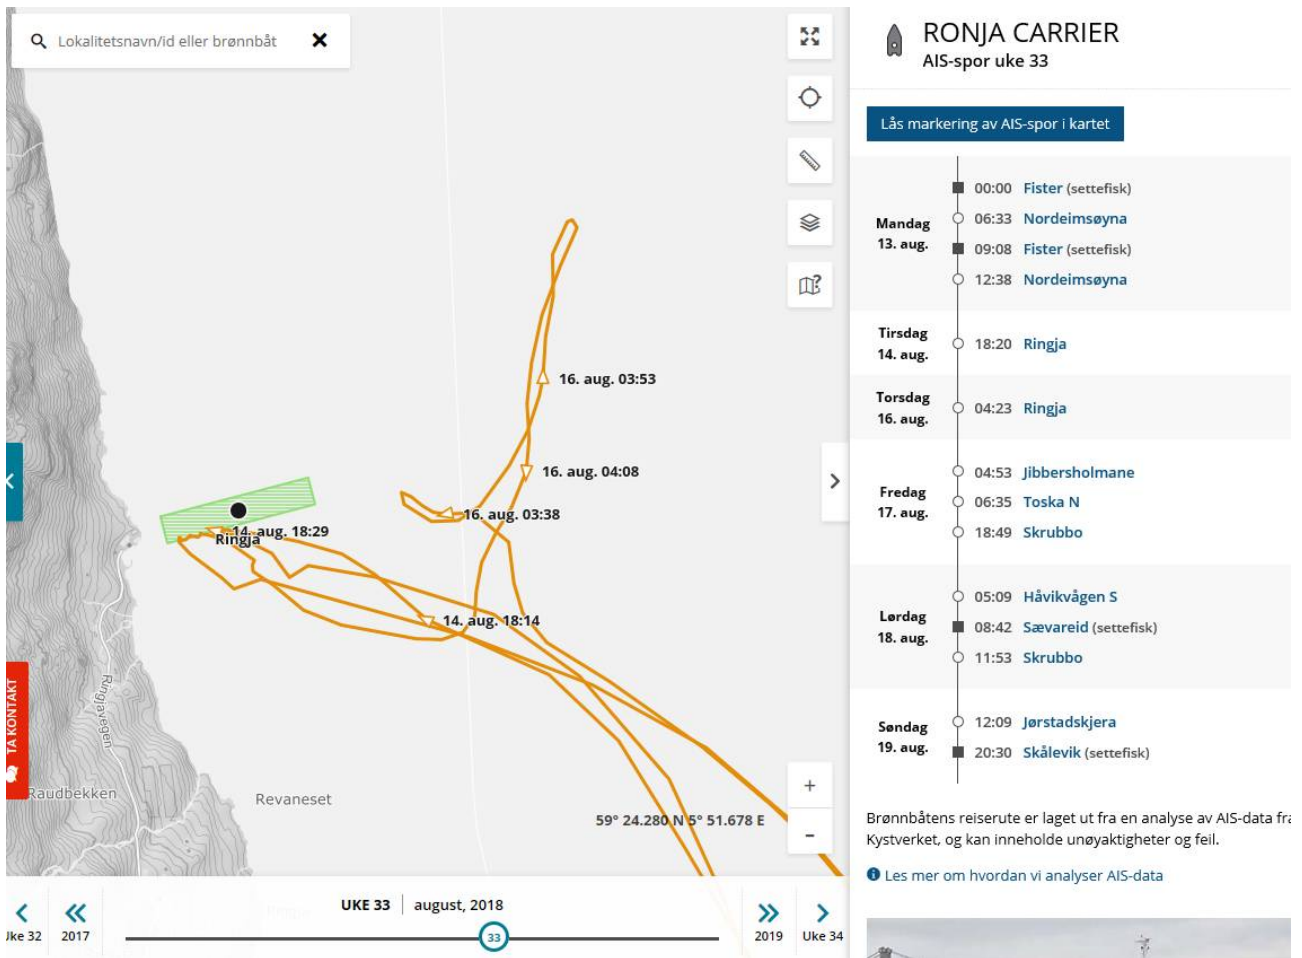 Lokalitetsnavn/id eller brønnbåt
16. aug. 03:53
16. aug. 04:08
16. aug. 03:38
14. aug. 18:29
Ringja
14. aug. 18:14
Ringjavegen
TA KONTAKT
Raudbekken
Revaneset
59° 24.280 N 5° 51.678 E
+
-
UKE 33 | august, 2018
Uke 32
2017
33
2019
Uke 34
RONJA CARRIER
AIS-spor uke 33
Lås markering av AIS-spor i kartet
Mandag
13. aug.
00:00 Fister (settefisk)
06:33 Nordeimsøyna
09:08 Fister (settefisk)
12:38 Nordeimsøyna
Tirsdag
14. aug.
18:20 Ringja
Torsdag
16. aug.
04:23 Ringja
Fredag
17. aug.
04:53 Jibbersholmane
06:35 Toska N
18:49 Skrubbo
Lørdag
18. aug.
05:09 Håvikvågen S
08:42 Sævareid (settefisk)
11:53 Skrubbo
Søndag
19. aug.
12:09 Jørstadskjera
20:30 Skålevik (settefisk)
Brønnbåtens reiserute er laget ut fra en analyse av AIS-data fra
Kystverket, og kan inneholde unøyaktigheter og feil.
Les mer om hvordan vi analyser AIS-data